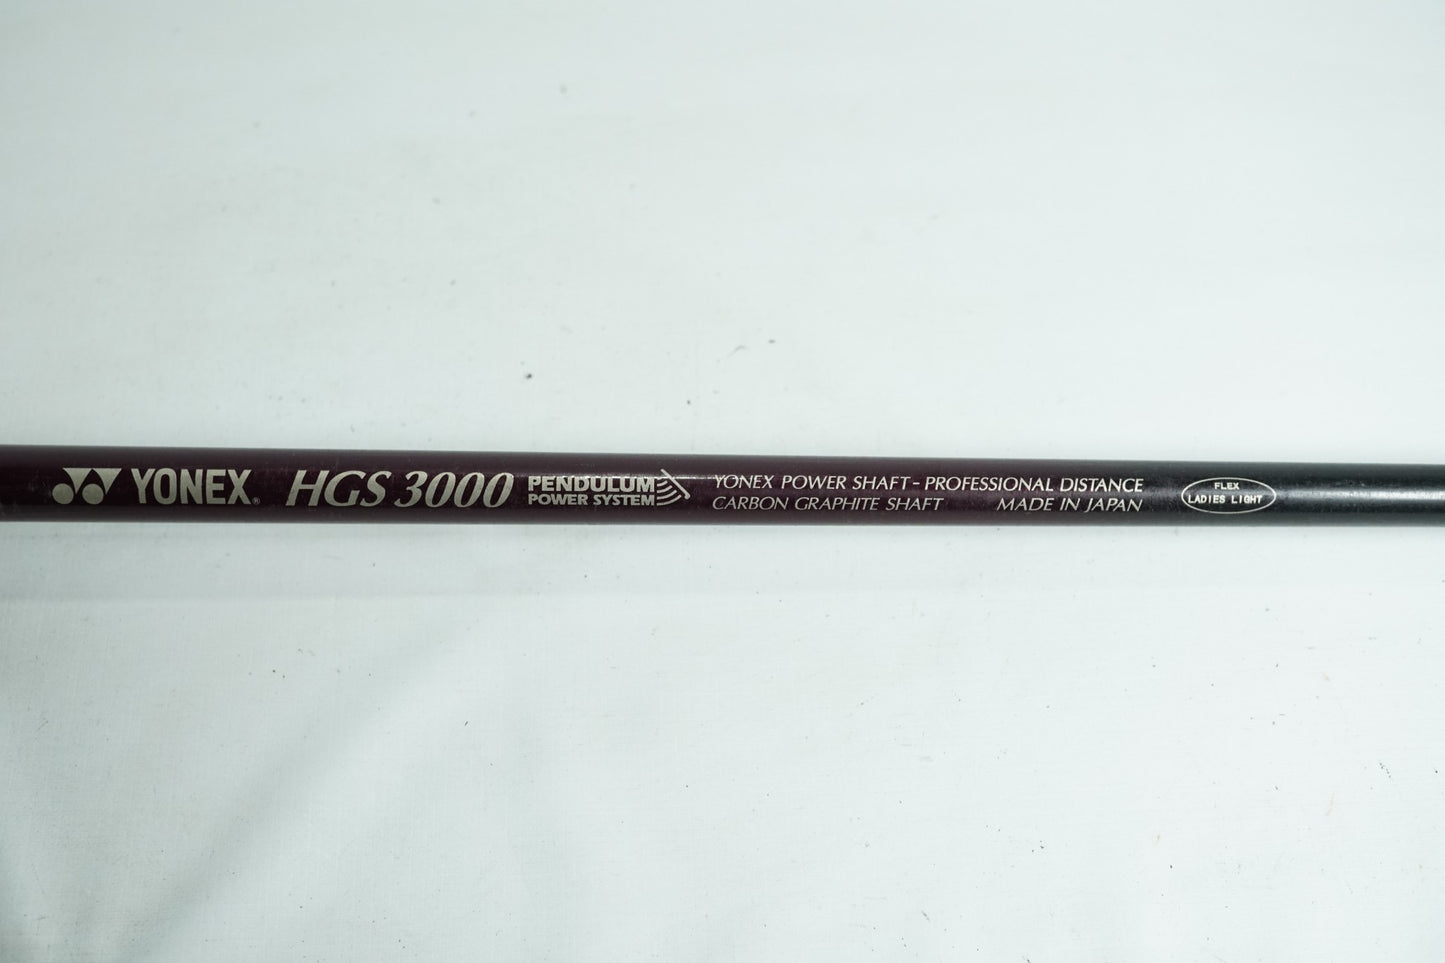 YONEX® HGS 3000
PENDULUM
POWER SYSTEM
YONEX POWER SHAFT - PROFESSIONAL DISTANCE
CARBON GRAPHITE SHAFT MADE IN JAPAN
FLEX
LADIES LIGHT